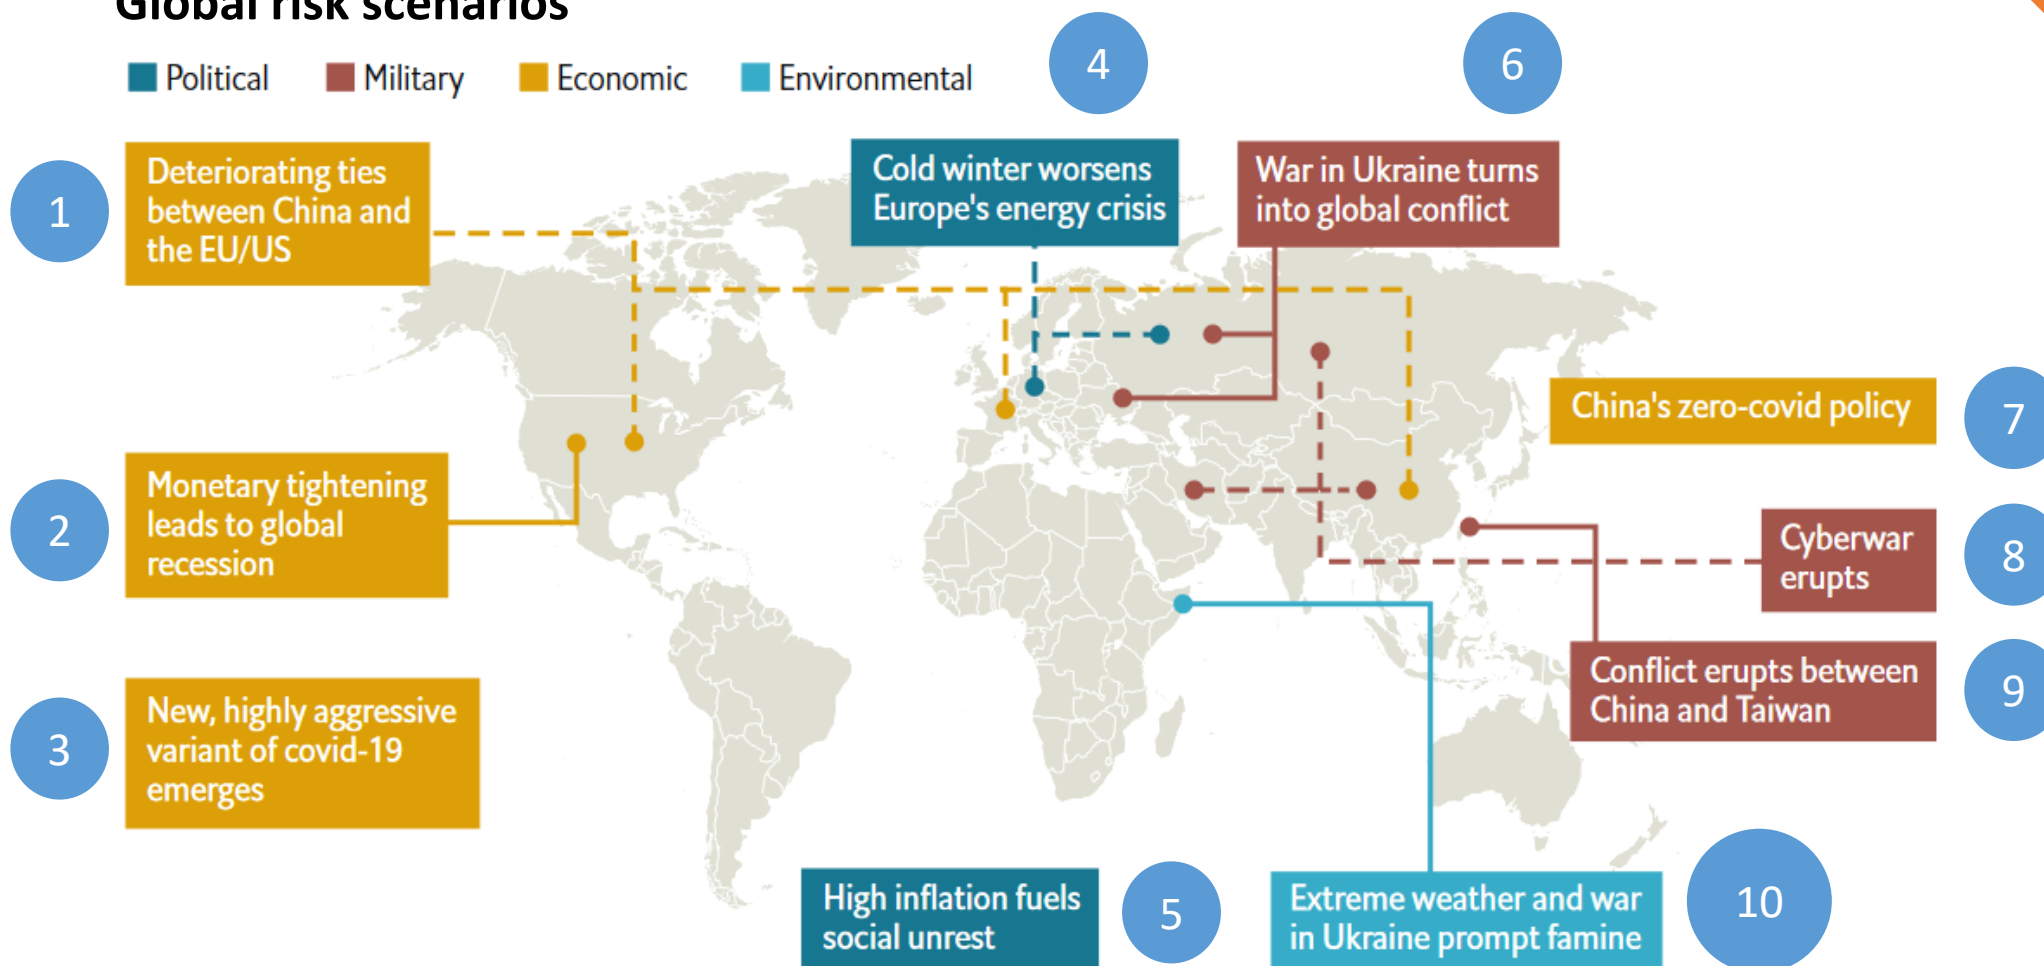 Global risk scenarios
Political
Military
Economic
Environmental
4
6
1
Deteriorating ties
between China and
the EU/US
Cold winter worsens
Europe's energy crisis
War in Ukraine turns
into global conflict
China's zero-covid policy
7
2
Monetary tightening
leads to global
recession
Cyberwar
erupts
8
3
New, highly aggressive
variant of covid-19
emerges
Conflict erupts between
China and Taiwan
9
High inflation fuels
social unrest
5
Extreme weather and war
in Ukraine prompt famine
10